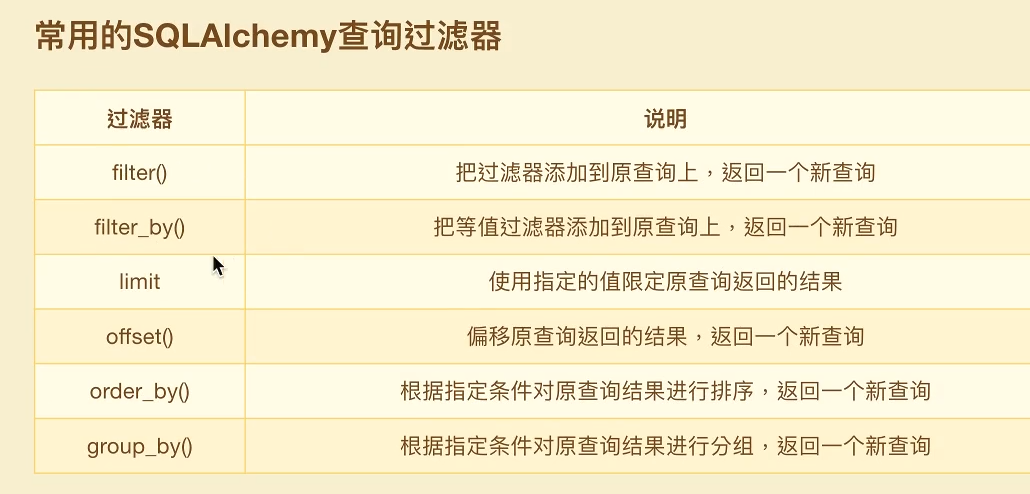 常用的SQLAlchemy查询过滤器
过滤器 说明
filter() 把过滤器添加到原查询上，返回一个新查询
filter_by() 把等值过滤器添加到原查询上，返回一个新查询
limit 使用指定的值限定原查询返回的结果
offset() 偏移原查询返回的结果，返回一个新查询
order_by() 根据指定条件对原查询结果进行排序，返回一个新查询
group_by() 根据指定条件对原查询结果进行分组，返回一个新查询